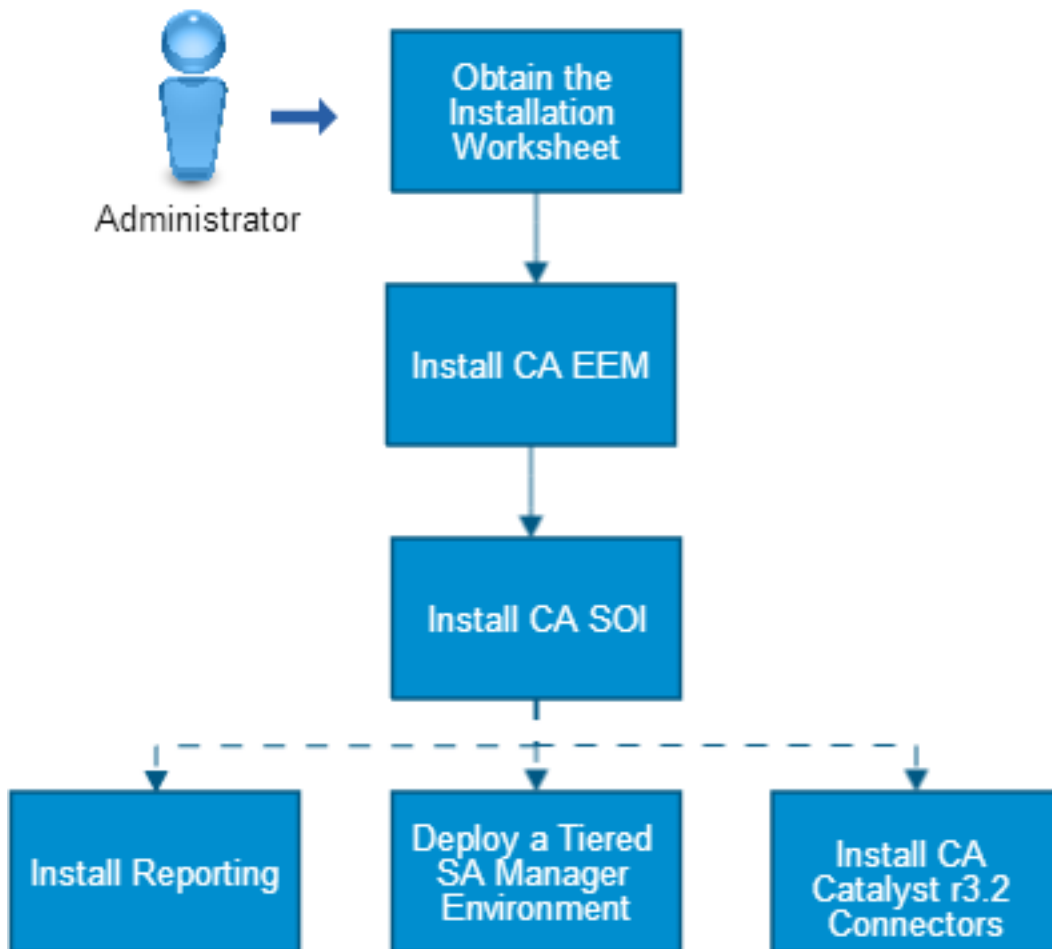 Obtain the
Installation
Worksheet
Administrator
Install CA EEM
Install CA SOI
Install Reporting
Deploy a Tiered
SA Manager
Environment
Install CA
Catalyst r3.2
Connectors